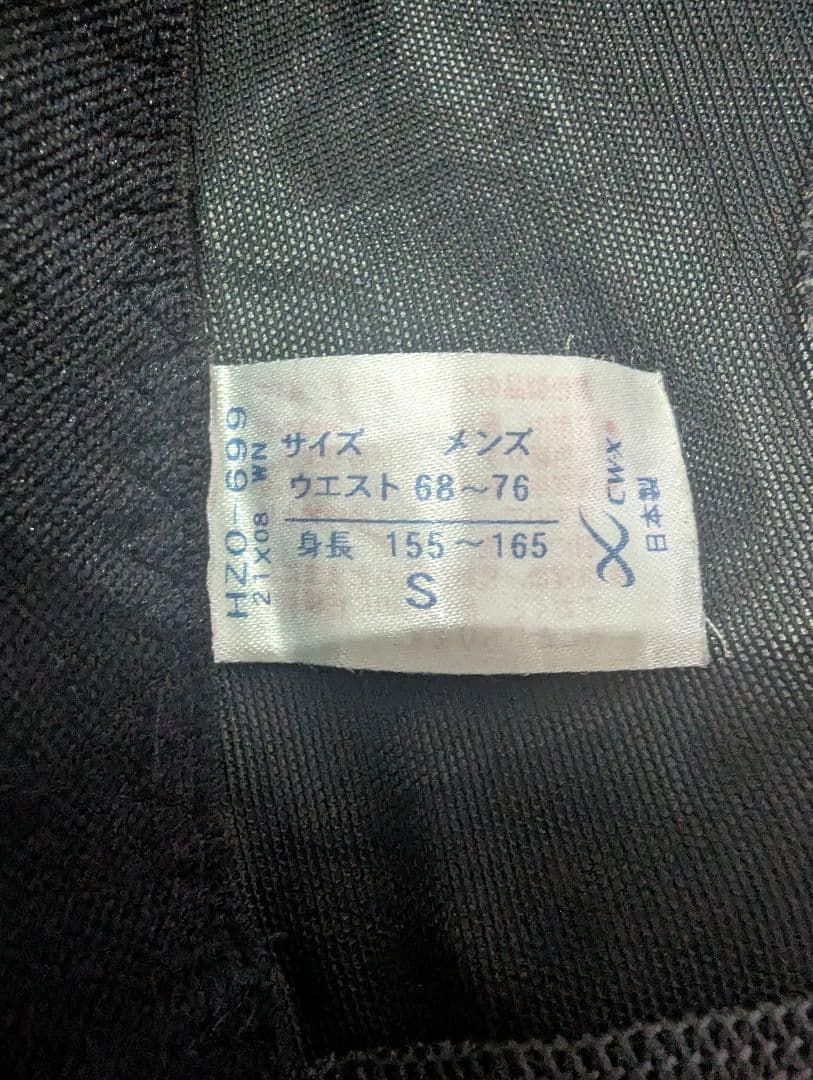 サイズ メンズ
ウエスト 68～76
身長 155～165
S
HZO-699
21X08 WN
CW-X
日本製